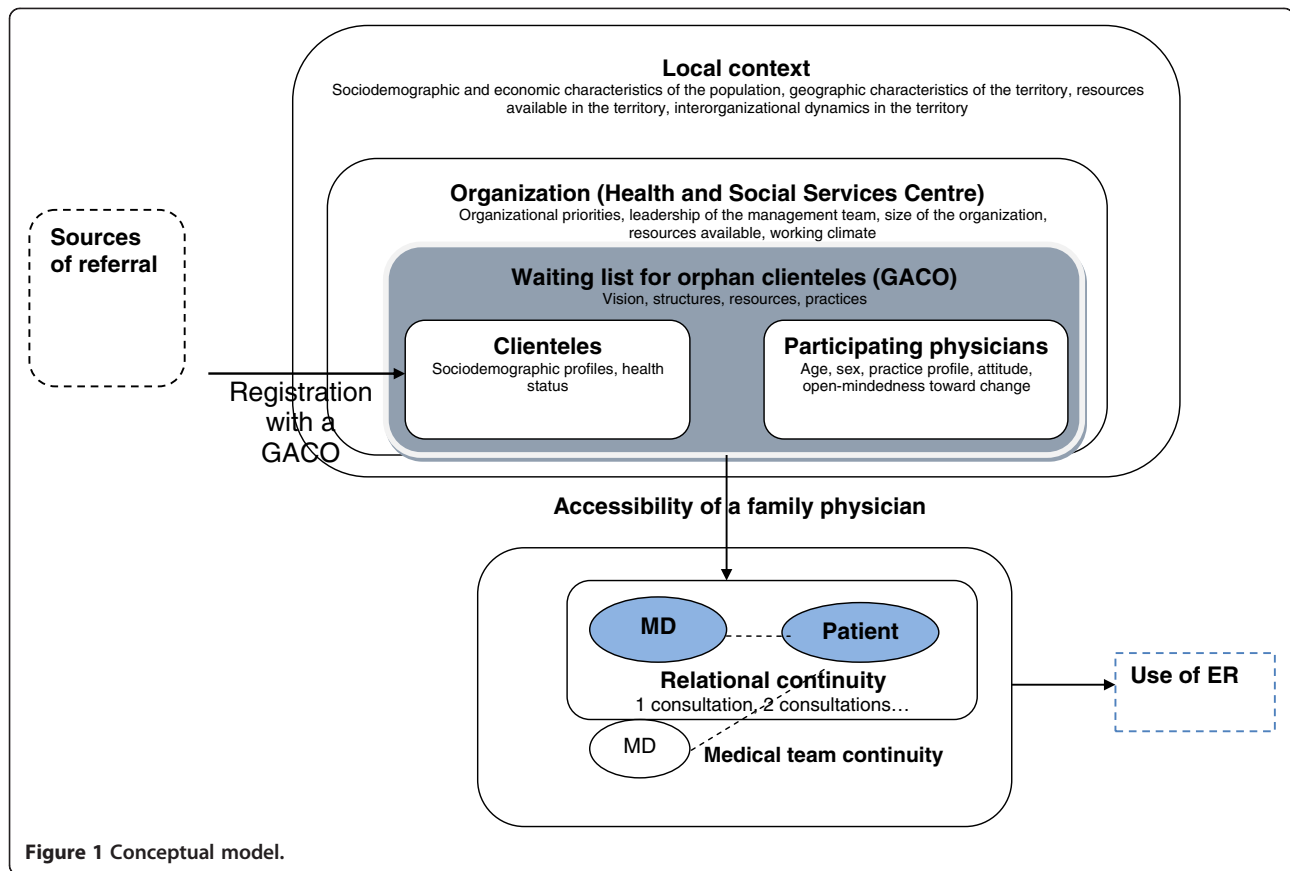 Local context
Sociodemographic and economic characteristics of the population, geographic characteristics of the territory, resources
available in the territory, interorganizational dynamics in the territory
Organization (Health and Social Services Centre)
Organizational priorities, leadership of the management team, size of the organization,
resources available, working climate
Sources
of referral
Waiting list for orphan clienteles (GACO)
Vision, structures, resources, practices
Clienteles
Sociodemographic profiles, health
status
Participating physicians
Age, sex, practice profile, attitude,
open-mindedness toward change
Registration
with a
GACO
Accessibility of a family physician
MD
Patient
Relational continuity
1 consultation, 2 consultations…
MD
Medical team continuity
Use of ER
Figure 1 Conceptual model.